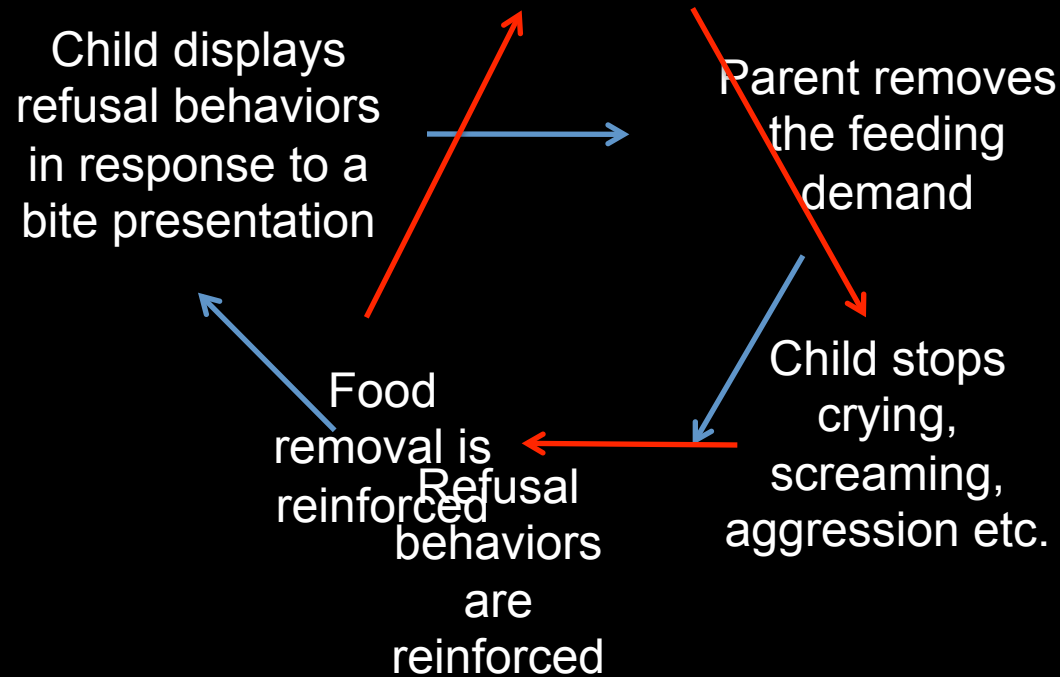 Child displays
refusal behaviors
in response to a
bite presentation
Parent removes
the feeding
demand
Child stops
crying,
screaming,
aggression etc.
Food
removal is
reinforced
Refusal
behaviors
are
reinforced